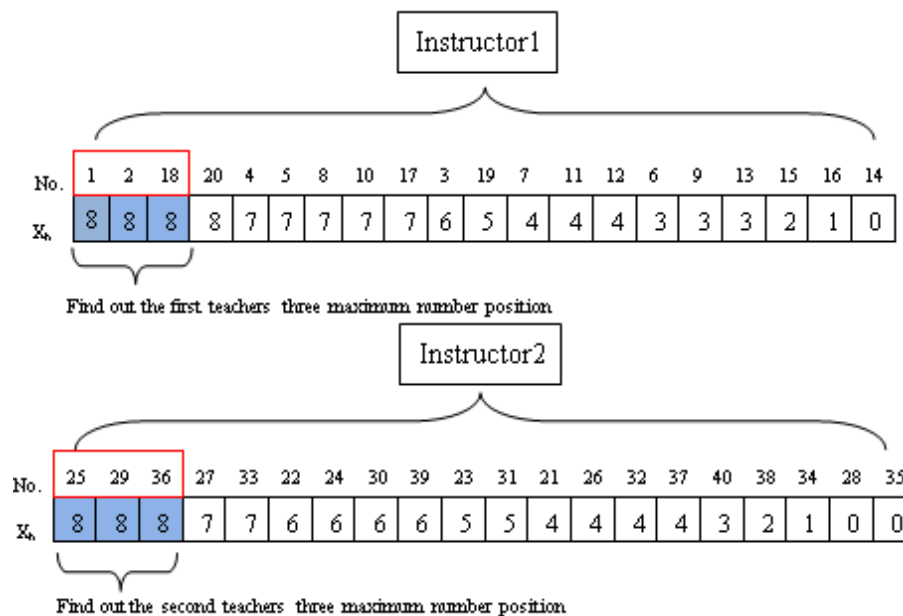 Instructor1
No. 1 2 18 20 4 5 8 10 17 3 19 7 11 12 6 9 13 15 16 14
Xₕ 8 8 8 8 7 7 7 7 7 6 5 4 4 4 3 3 3 2 1 0
Find out the first teachers three maximum number position
Instructor2
No. 25 29 36 27 33 22 24 30 39 23 31 21 26 32 37 40 38 34 28 35
Xₕ 8 8 8 7 7 6 6 6 6 5 5 4 4 4 4 3 2 1 0 0
Find out the second teachers three maximum number position